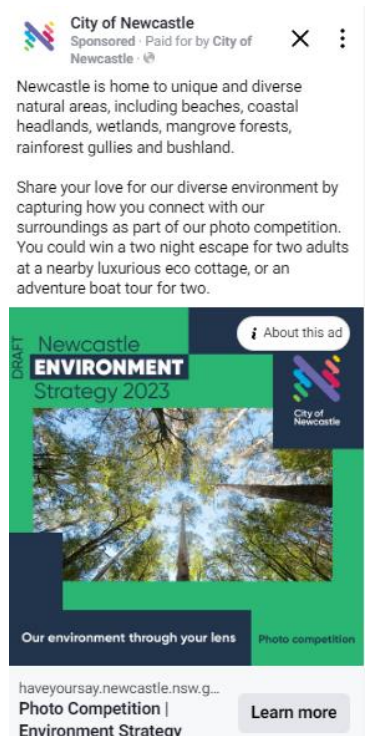 City of Newcastle
Sponsored · Paid for by City of
Newcastle ·
Newcastle is home to unique and diverse
natural areas, including beaches, coastal
headlands, wetlands, mangrove forests,
rainforest gullies and bushland.
Share your love for our diverse environment by
capturing how you connect with our
surroundings as part of our photo competition.
You could win a two night escape for two adults
at a nearby luxurious eco cottage, or an
adventure boat tour for two.
i About this ad
DRAFT
Newcastle
ENVIRONMENT
Strategy 2023
City of
Newcastle
Our environment through your lens
Photo competition
haveyoursay.newcastle.nsw.g...
Photo Competition |
Environment Strategy
Learn more